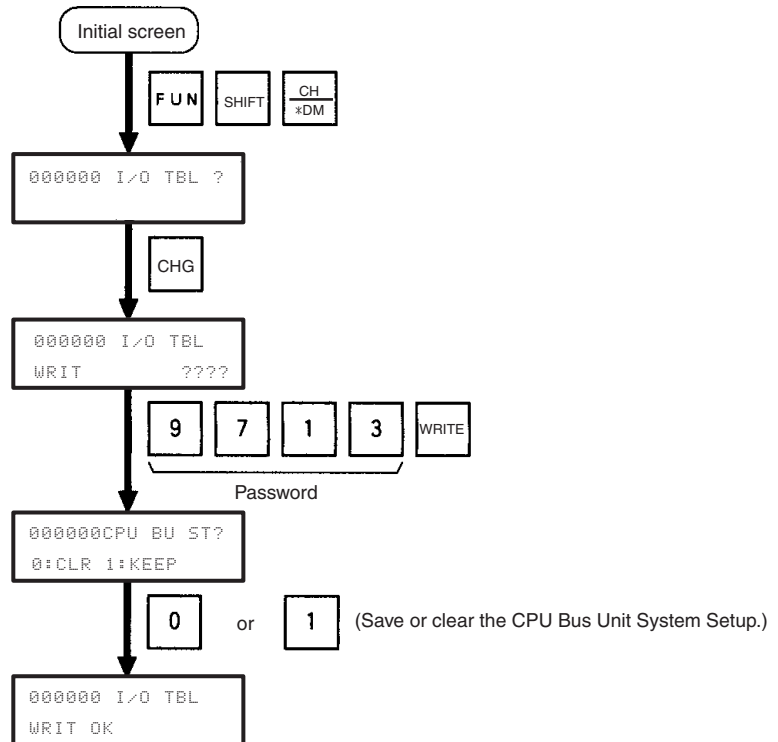 Initial screen
FUN SHIFT CH
*DM
000000 I/O TBL ?
CHG
000000 I/O TBL
WRIT ????
9 7 1 3 WRITE
Password
000000CPU BU ST?
0:CLR 1:KEEP
0 or 1 (Save or clear the CPU Bus Unit System Setup.)
000000 I/O TBL
WRIT OK